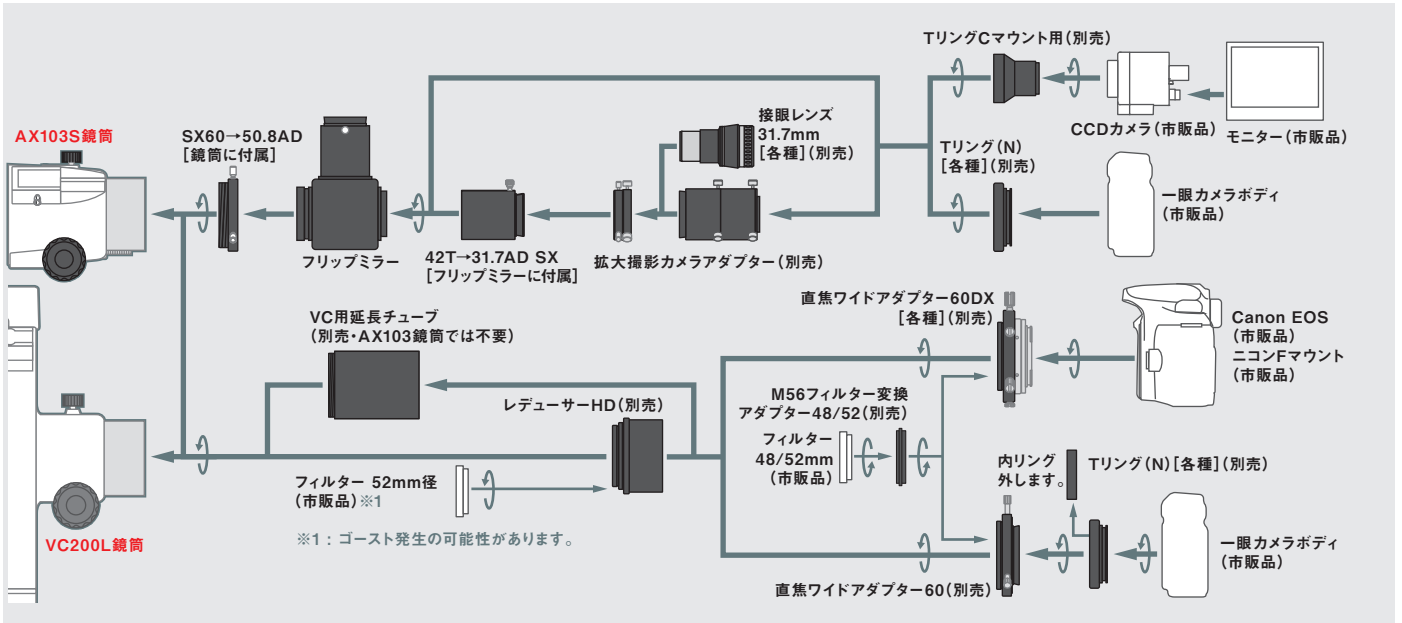 TリングCマウント用(別売)
AX103S鏡筒
SX60→50.8AD
[鏡筒に付属]
接眼レンズ
31.7mm
[各種](別売)
CCDカメラ(市販品)
モニター(市販品)
Tリング(N)
[各種](別売)
一眼カメラボディ
(市販品)
フリップミラー
42T→31.7AD SX
[フリップミラーに付属]
拡大撮影カメラアダプター(別売)
直焦ワイドアダプター60DX
[各種](別売)
VC用延長チューブ
(別売・AX103鏡筒では不要)
Canon EOS
(市販品)
ニコンFマウント
(市販品)
レデューサーHD(別売)
M56フィルター変換
アダプター48/52(別売)
フィルター
48/52mm
(市販品)
内リング
外します。
Tリング(N)[各種](別売)
フィルター 52mm径
(市販品)※1
※1 : ゴースト発生の可能性があります。
VC200L鏡筒
一眼カメラボディ
(市販品)
直焦ワイドアダプター60(別売)